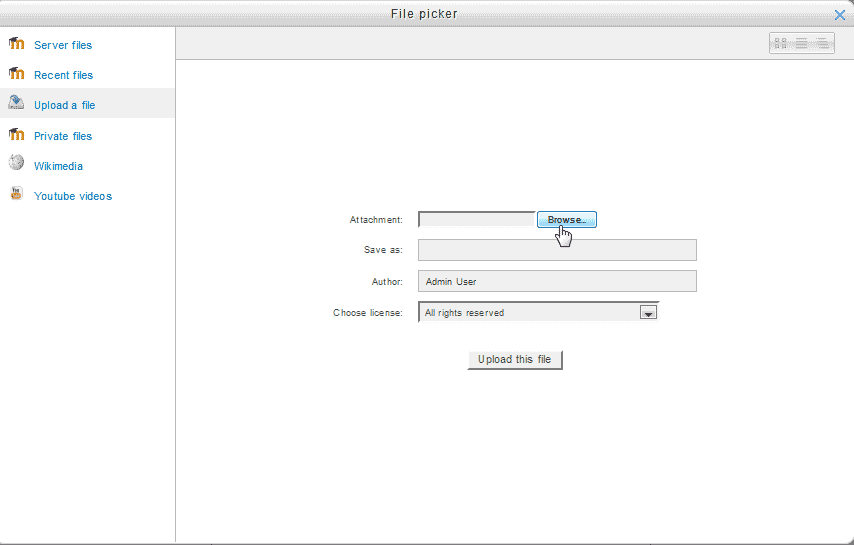 File picker
Server files
Recent files
Upload a file
Private files
Wikimedia
Youtube videos
Attachment:
Browse...
Save as:
Author: Admin User
Choose license: All rights reserved
Upload this file